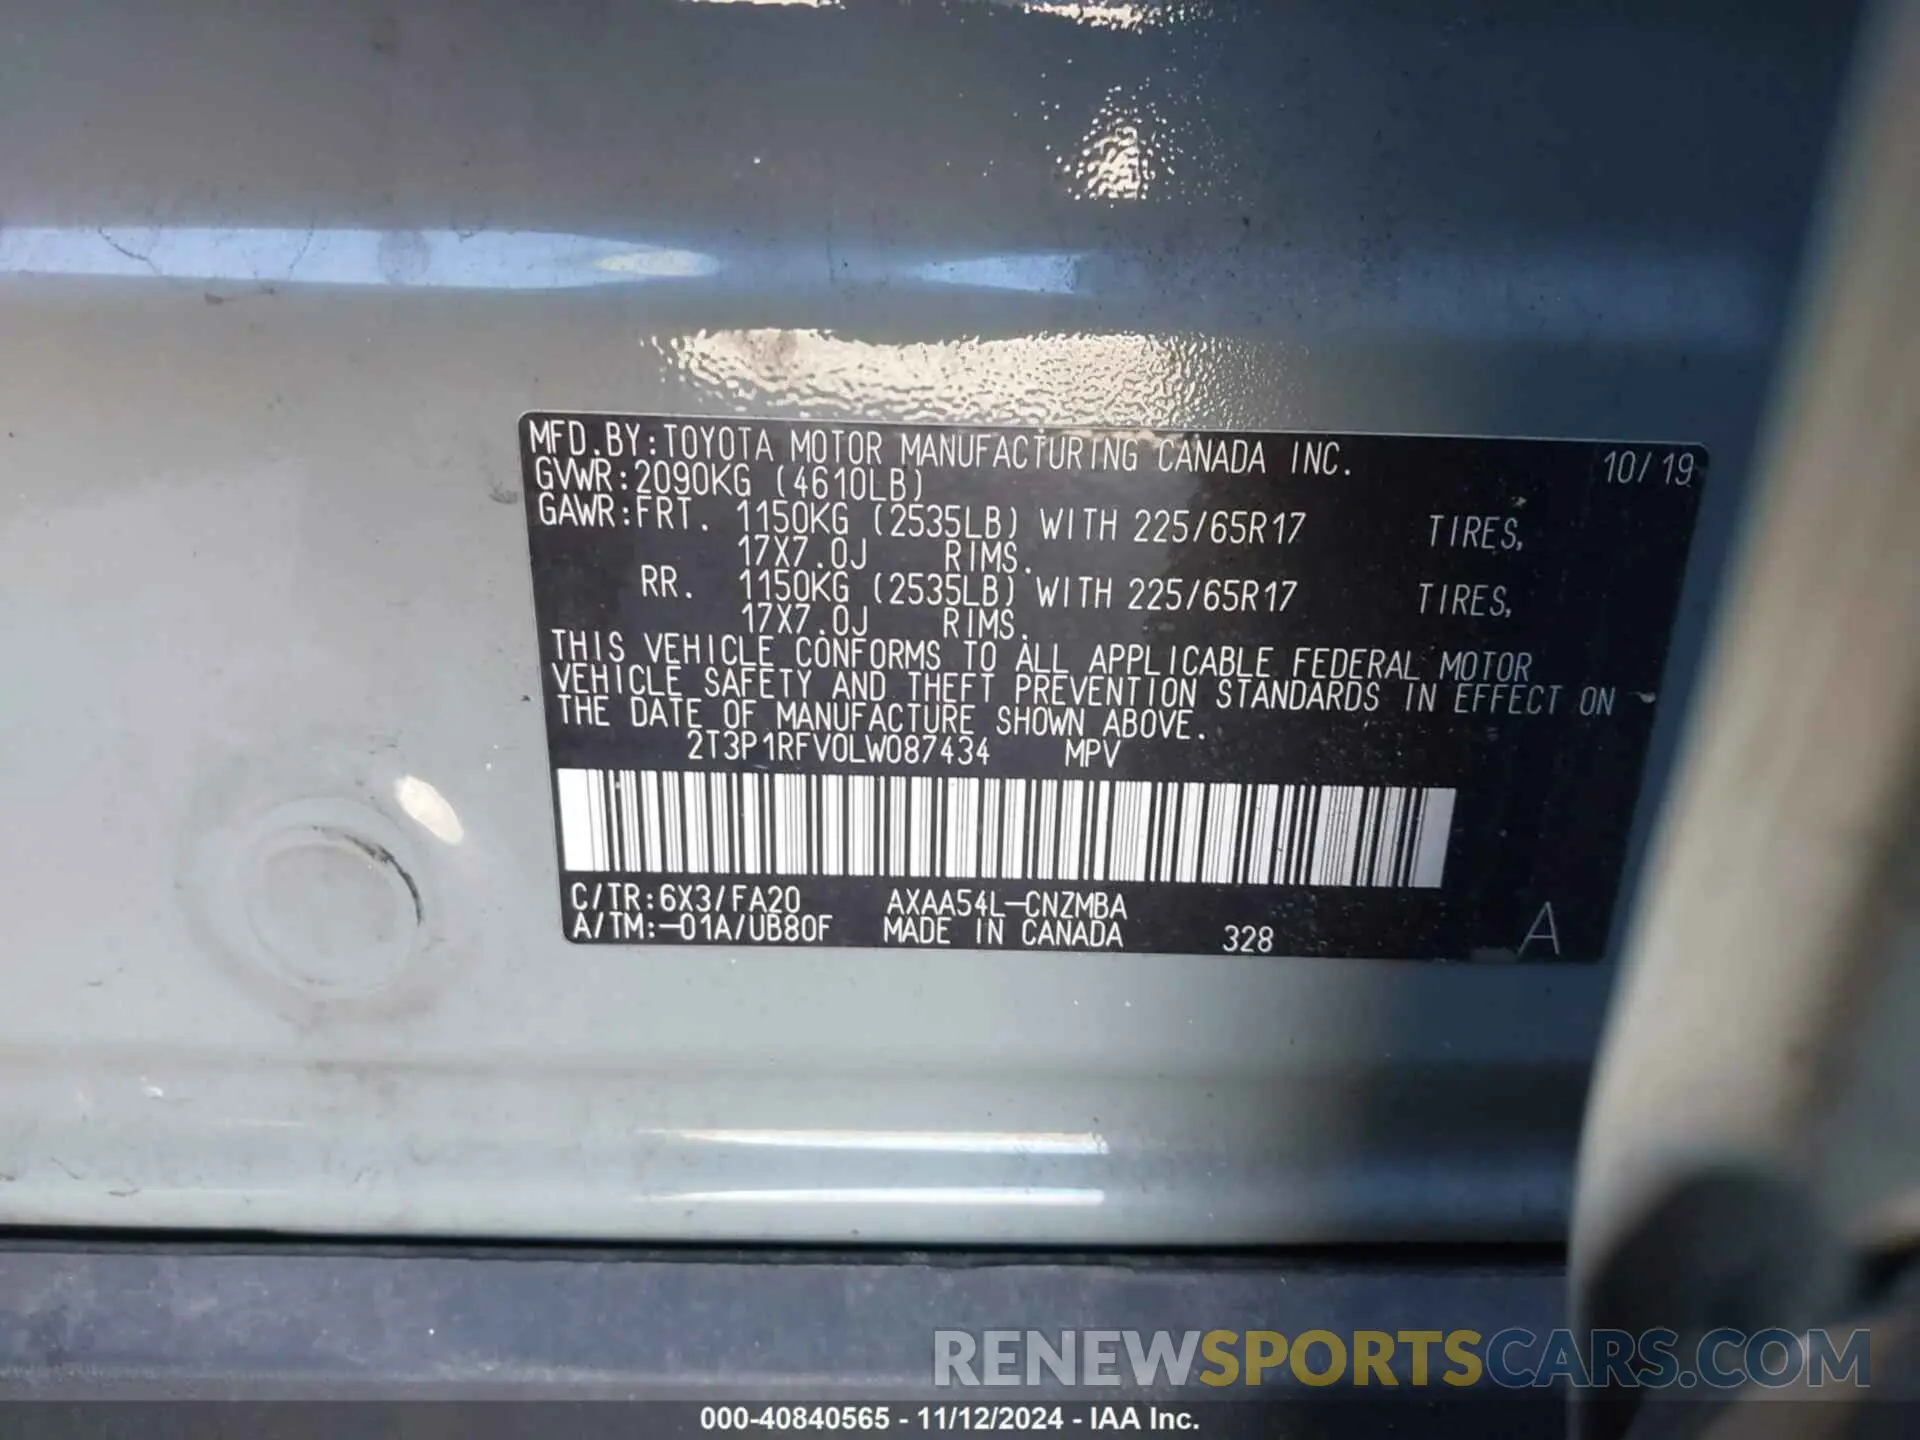 MFD.BY:TOYOTA MOTOR MANUFACTURING CANADA INC. 10/19
GVWR:2090KG (4610LB)
GAWR:FRT. 1150KG (2535LB) WITH 225/65R17 TIRES,
17X7.0J RIMS.
RR. 1150KG (2535LB) WITH 225/65R17 TIRES,
17X7.0J RIMS.
THIS VEHICLE CONFORMS TO ALL APPLICABLE FEDERAL MOTOR
VEHICLE SAFETY AND THEFT PREVENTION STANDARDS IN EFFECT ON
THE DATE OF MANUFACTURE SHOWN ABOVE.
2T3P1RFV0LW087434 MPV
C/TR:6X3/FA20 AXAA54L-CNZMBA
A/TM:-01A/UB80F MADE IN CANADA 328 A
RENEWSPORTSCARS.COM
000-40840565 - 11/12/2024 - IAA Inc.